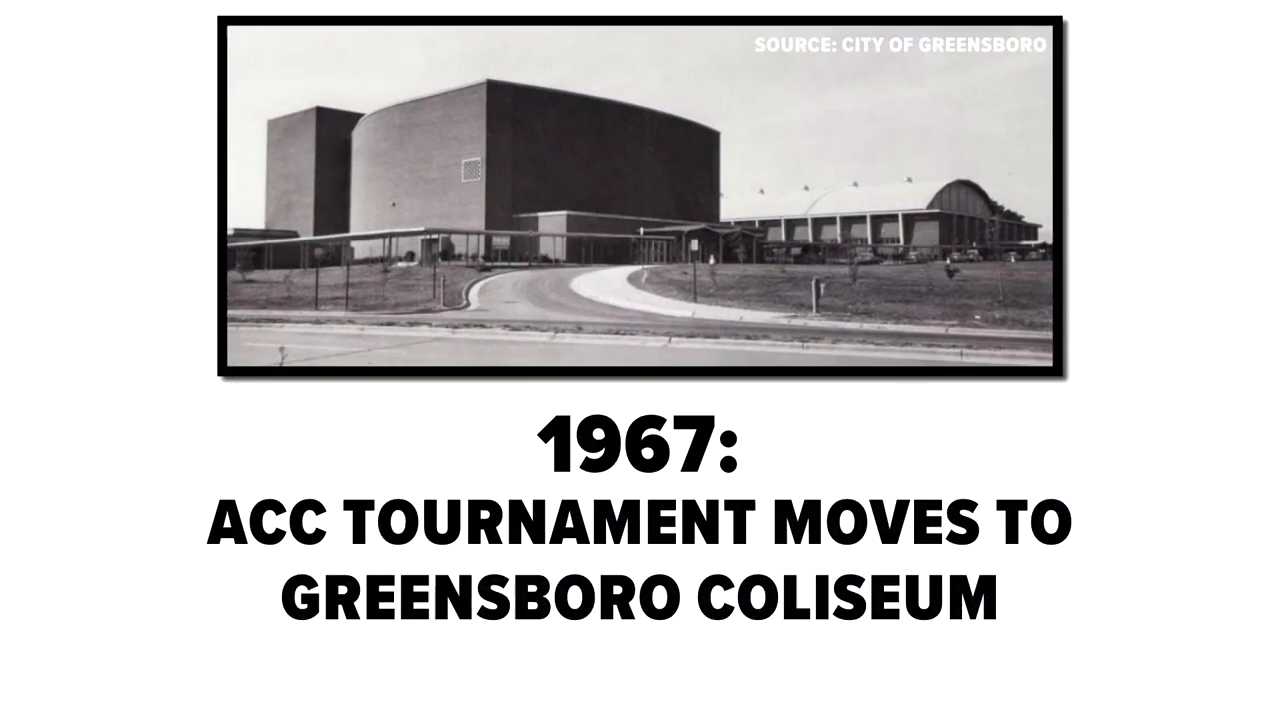 SOURCE: CITY OF GREENSBORO
1967:
ACC TOURNAMENT MOVES TO
GREENSBORO COLISEUM